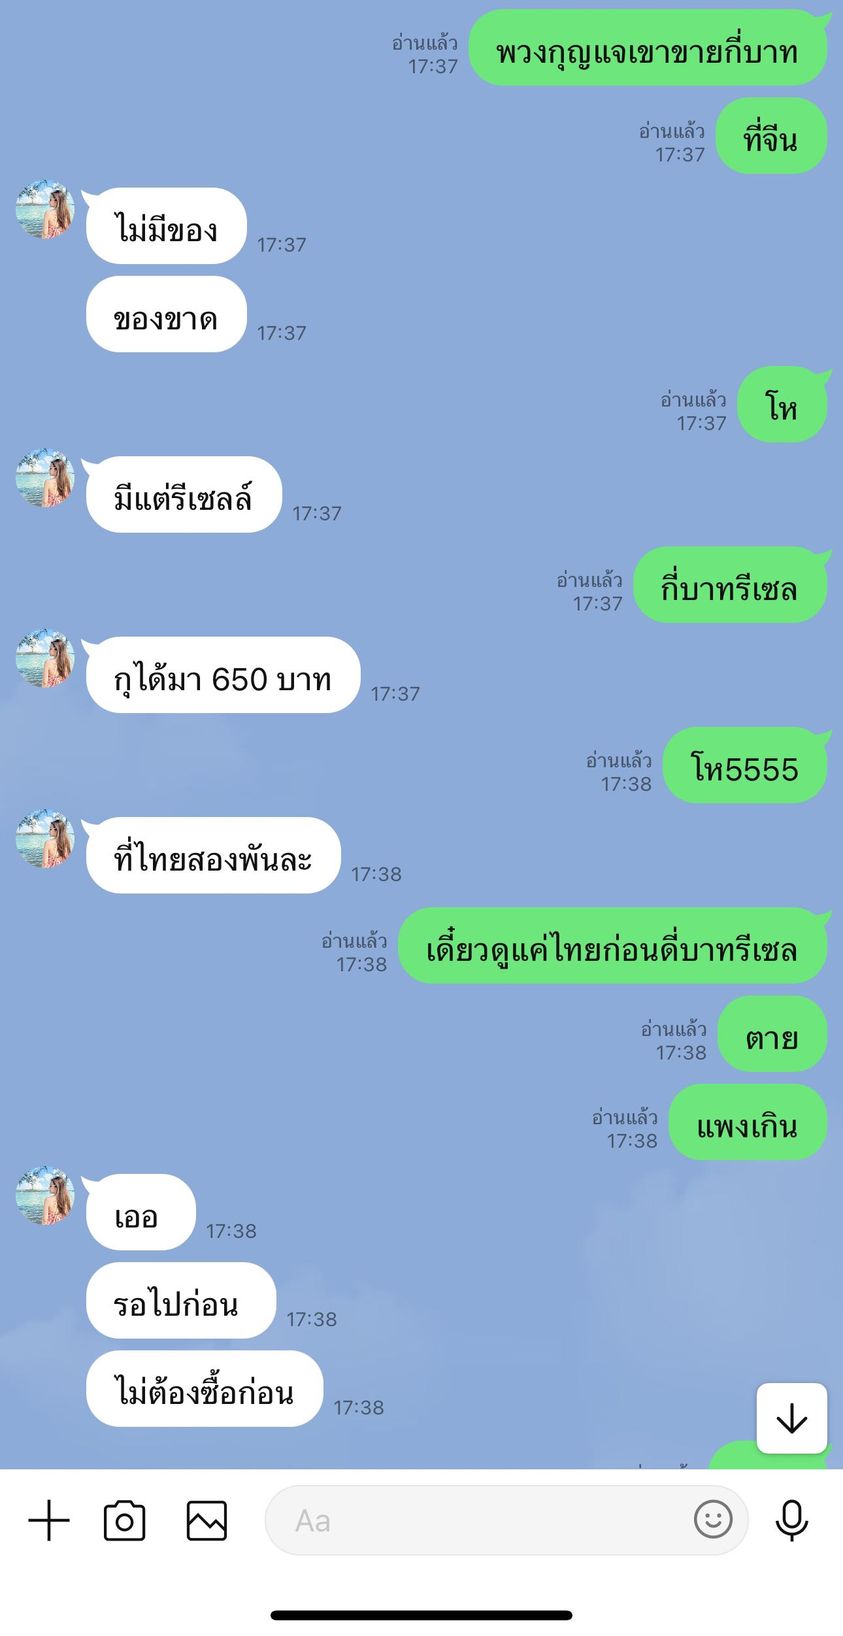 พวงกุญแจเขาขายกี่บาท
อ่านแล้ว
17:37
ที่จีน
อ่านแล้ว
17:37
ไม่มีของ
17:37
ของขาด
17:37
โห
อ่านแล้ว
17:37
มีแต่รีเซลล์
17:37
กี่บาทรีเซล
อ่านแล้ว
17:37
กุได้มา 650 บาท
17:37
โห5555
อ่านแล้ว
17:38
ที่ไทยสองพันละ
17:38
เดี๋ยวดูแค่ไทยก่อนดี่บาทรีเซล
อ่านแล้ว
17:38
ตาย
อ่านแล้ว
17:38
แพงเกิน
อ่านแล้ว
17:38
เออ
17:38
รอไปก่อน
17:38
ไม่ต้องซื้อก่อน
17:38
Aa